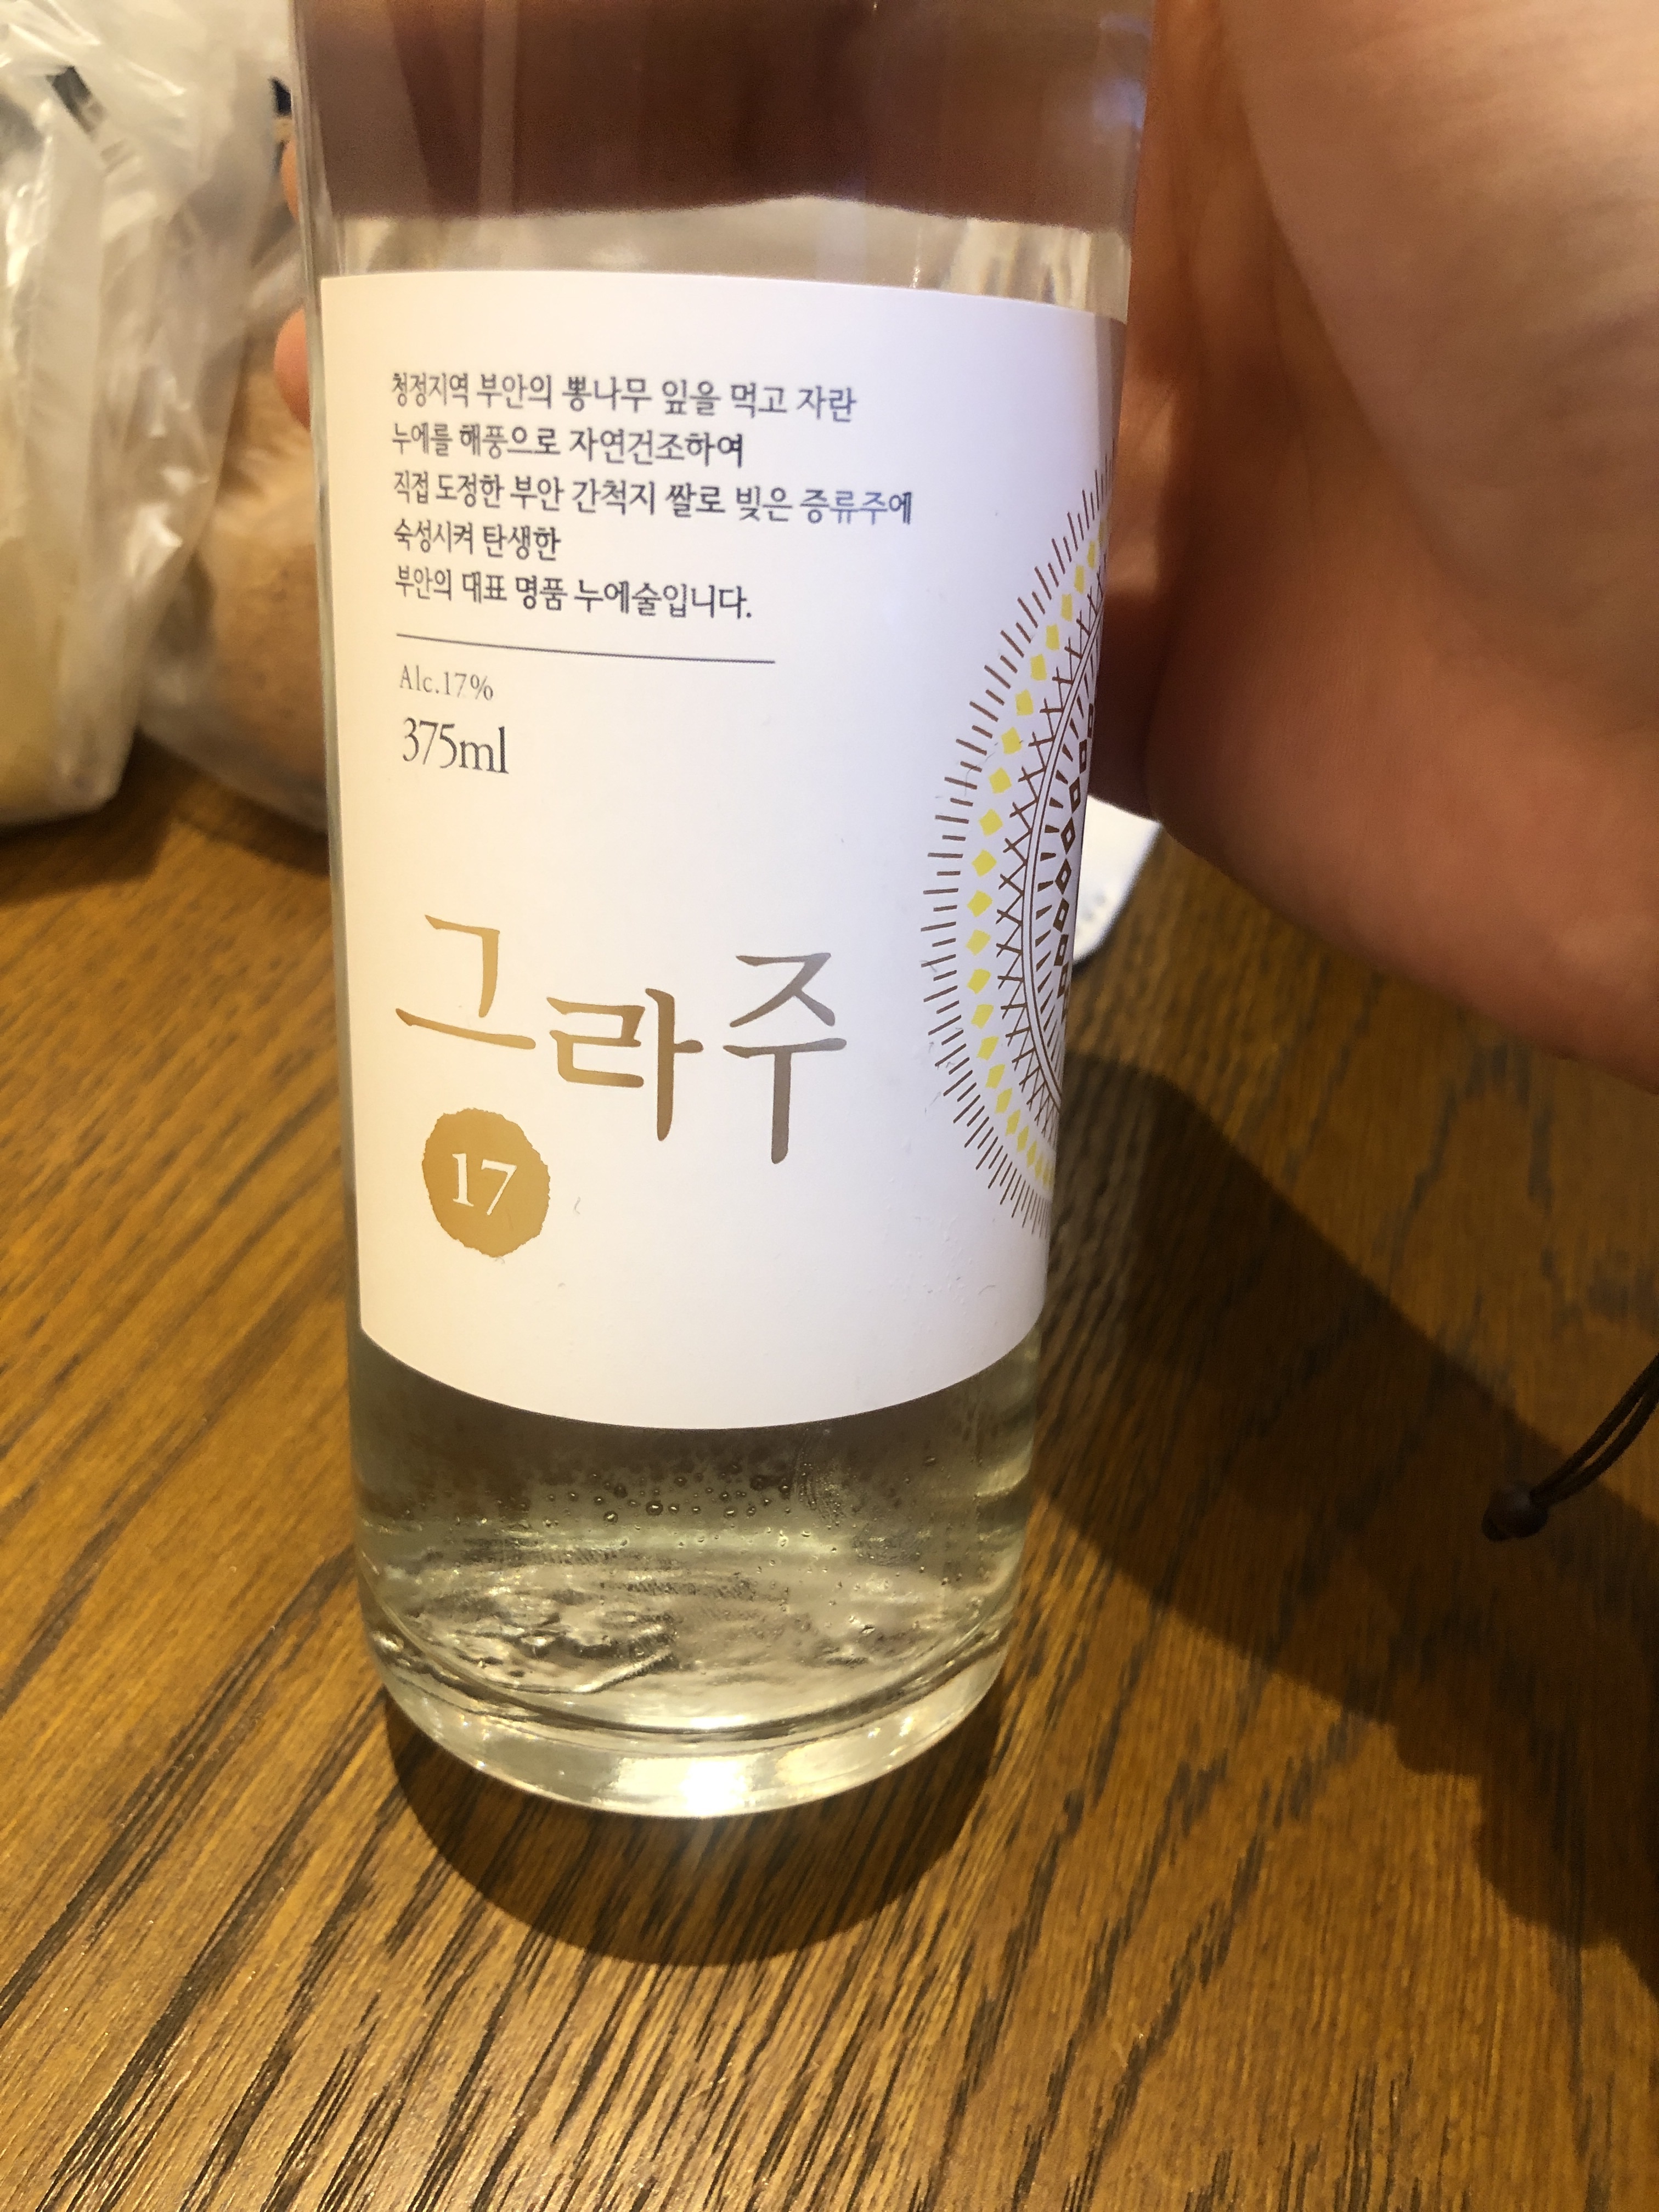 청정지역 부안의 뽕나무 잎을 먹고 자란
누에를 해풍으로 자연건조하여
직접 도정한 부안 간척지 쌀로 빚은 증류주에
숙성시켜 탄생한
부안의 대표 명품 누에술입니다.
Alc.17%
375ml
그라주
17